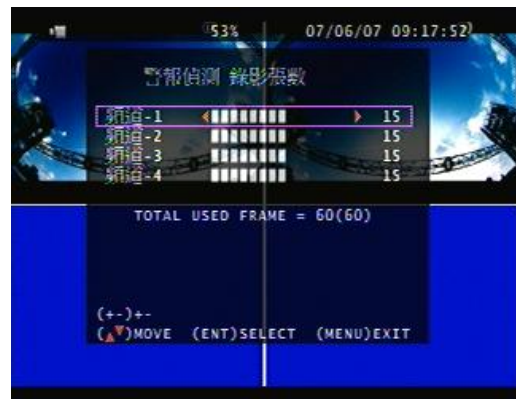 53% 07/06/07 09:17:52
警報偵測 錄影張數
頻道-1 15
頻道-2 15
頻道-3 15
頻道-4 15
TOTAL USED FRAME = 60(60)
(+-)+-
(▲▼)MOVE (ENT)SELECT (MENU)EXIT